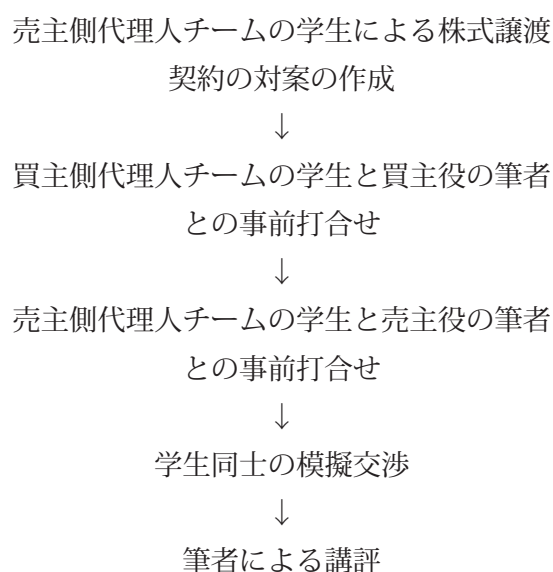 売主側代理人チームの学生による株式譲渡
契約の対案の作成
↓
買主側代理人チームの学生と買主役の筆者
との事前打合せ
↓
売主側代理人チームの学生と売主役の筆者
との事前打合せ
↓
学生同士の模擬交渉
↓
筆者による講評